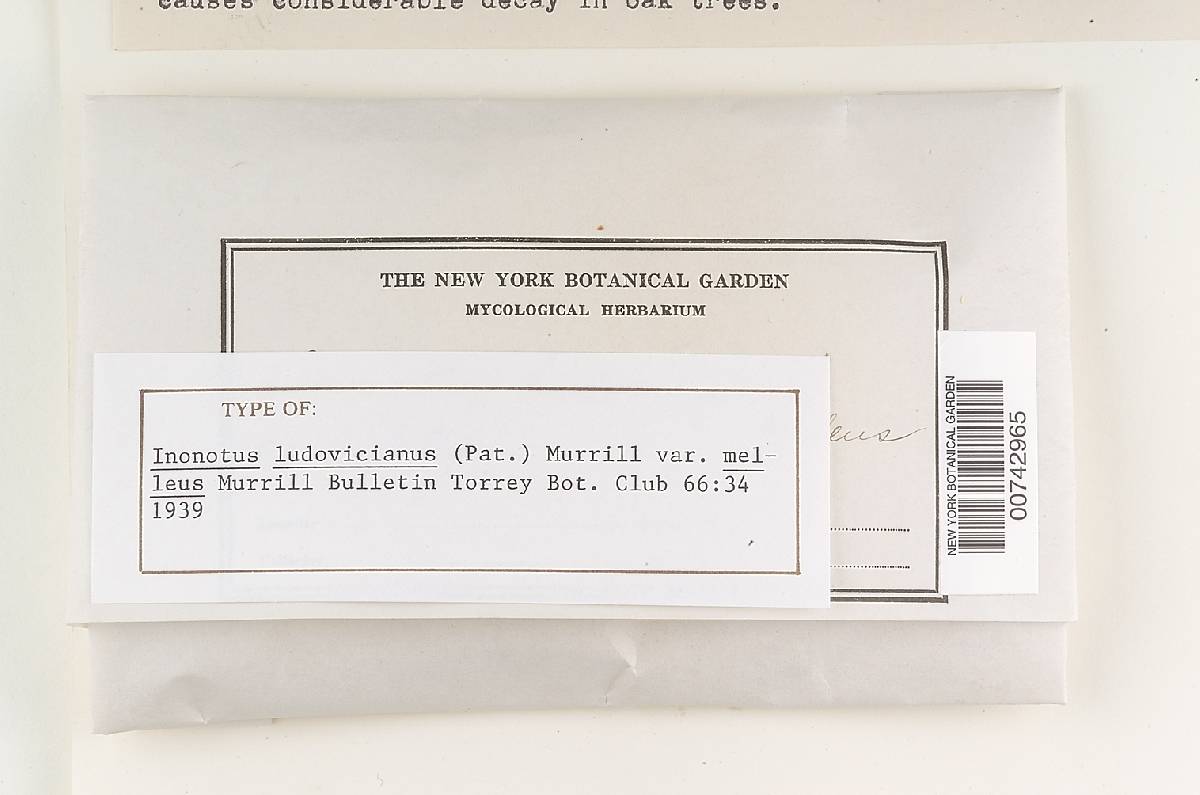 causes considerable decay in oak trees.
THE NEW YORK BOTANICAL GARDEN
MYCOLOGICAL HERBARIUM
TYPE OF:
Inonotus ludovicianus (Pat.) Murrill var. mel-
leus Murrill Bulletin Torrey Bot. Club 66:34
1939
NEW YORK BOTANICAL GARDEN
00742965